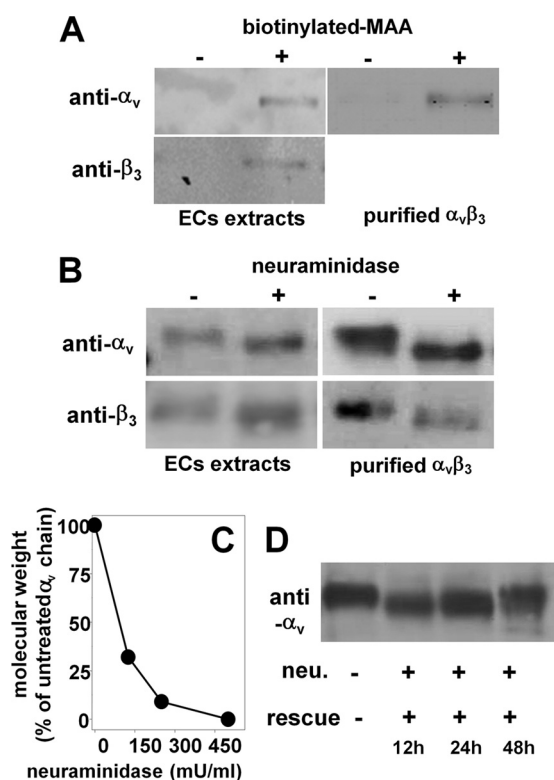 A
biotinylated-MAA
- + - +
anti-αv
anti-β3
ECs extracts purified αvβ3
B
neuraminidase
- + - +
anti-αv
anti-β3
ECs extracts purified αvβ3
C
molecular weight
(% of untreated αv chain)
100
75
50
25
0
0 150 300 450
neuraminidase (mU/ml)
D
anti
-αv
neu. - + + +
rescue - + + +
12h 24h 48h